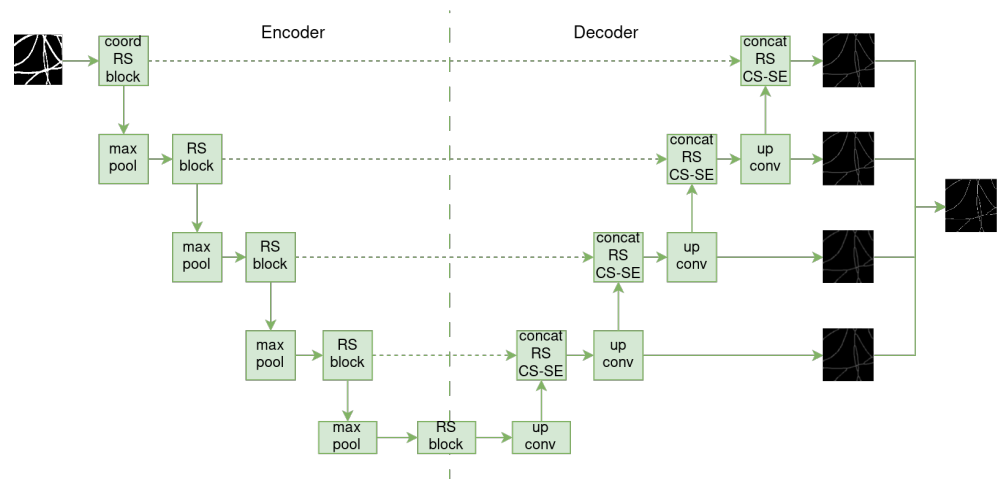 Encoder
Decoder
coord
RS
block
concat
RS
CS-SE
max
pool
RS
block
concat
RS
CS-SE
up
conv
max
pool
RS
block
concat
RS
CS-SE
up
conv
max
pool
RS
block
concat
RS
CS-SE
up
conv
max
pool
RS
block
up
conv